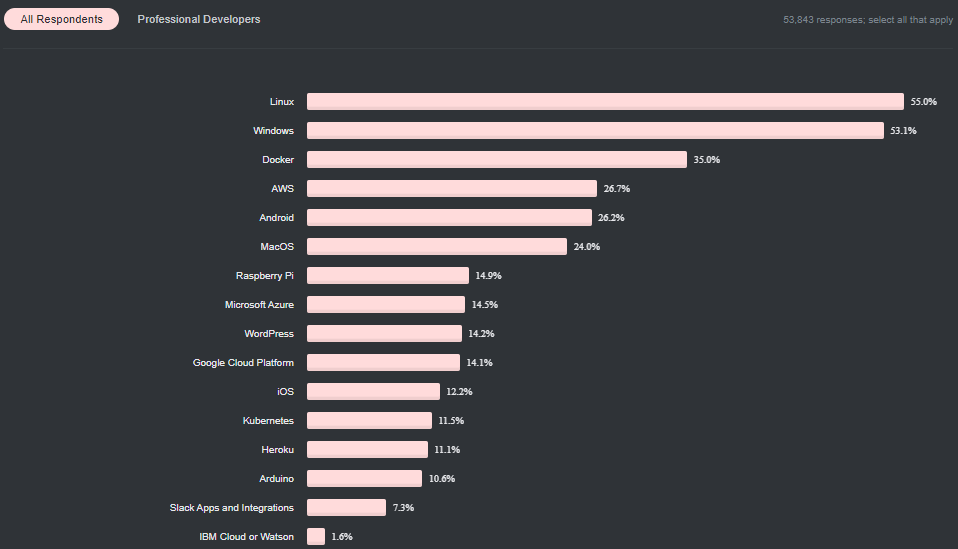 All Respondents Professional Developers 53,843 responses; select all that apply
Linux 55.0%
Windows 53.1%
Docker 35.0%
AWS 26.7%
Android 26.2%
MacOS 24.0%
Raspberry Pi 14.9%
Microsoft Azure 14.5%
WordPress 14.2%
Google Cloud Platform 14.1%
iOS 12.2%
Kubernetes 11.5%
Heroku 11.1%
Arduino 10.6%
Slack Apps and Integrations 7.3%
IBM Cloud or Watson 1.6%